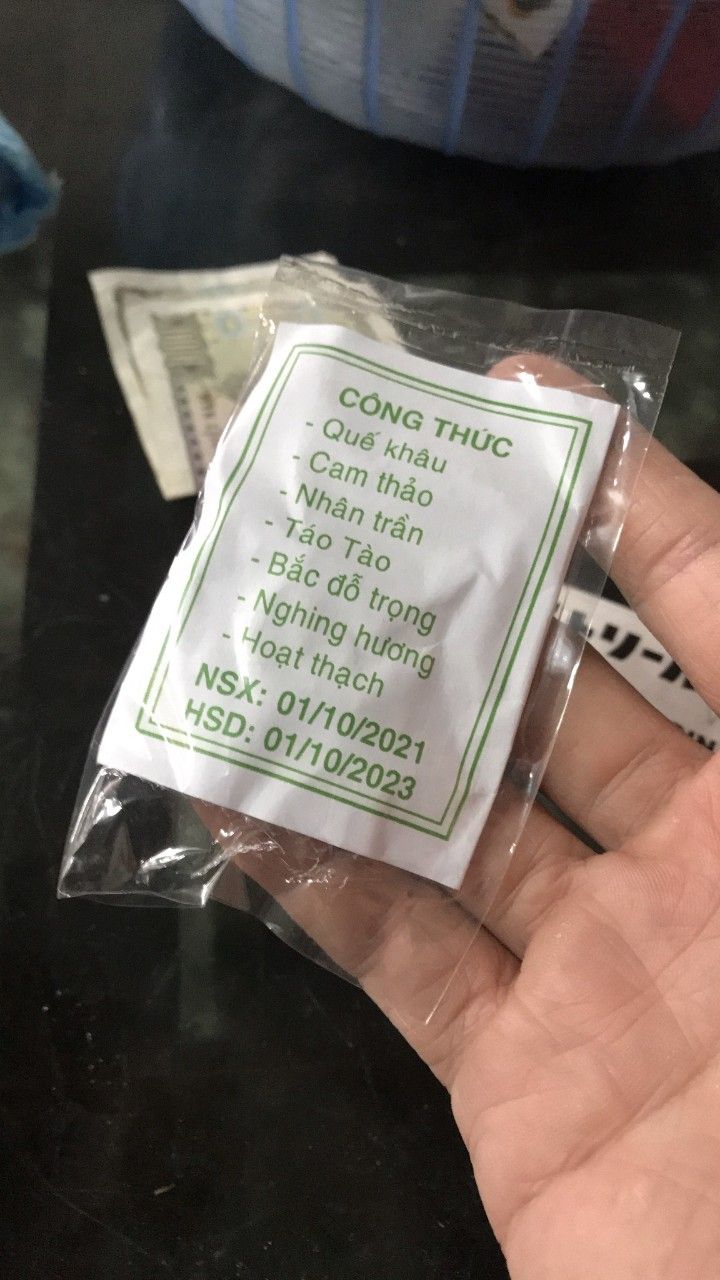 CÔNG THỨC
- Quế khâu
- Cam thảo
- Nhân trần
- Táo Tào
- Bắc đỗ trọng
- Nghing hương
- Hoạt thạch
NSX: 01/10/2021
HSD: 01/10/2023